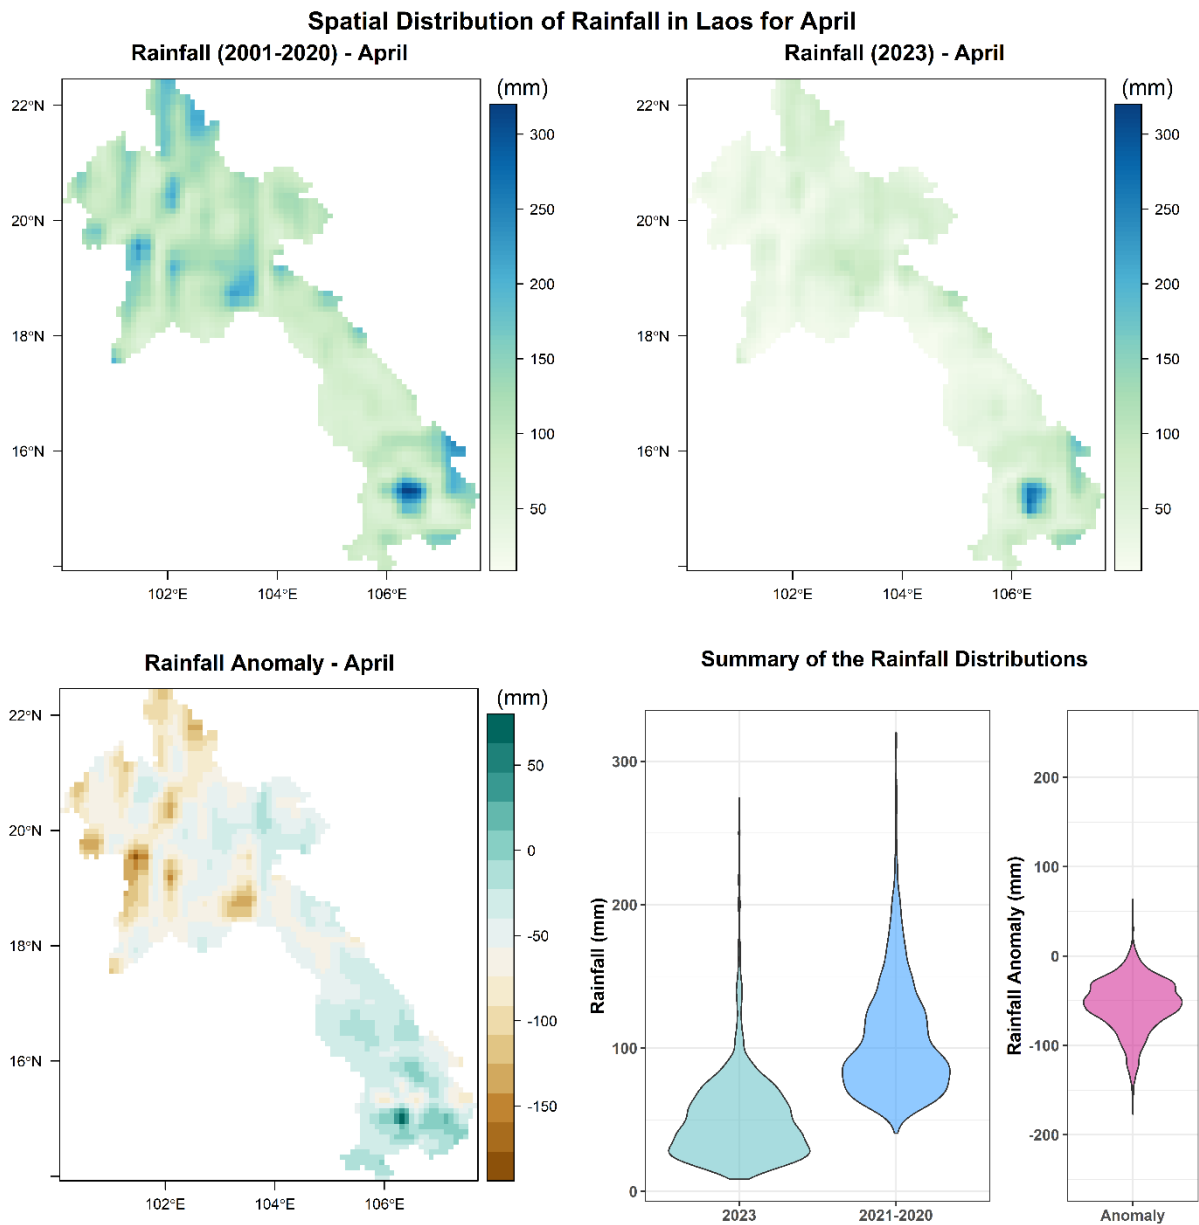 Spatial Distribution of Rainfall in Laos for April
Rainfall (2001-2020) - April
(mm)
22°N
20°N
18°N
16°N
102°E
104°E
106°E
300
250
200
150
100
50
Rainfall (2023) - April
(mm)
22°N
20°N
18°N
16°N
102°E
104°E
106°E
300
250
200
150
100
50
Rainfall Anomaly - April
(mm)
22°N
20°N
18°N
16°N
102°E
104°E
106°E
50
0
-50
-100
-150
Summary of the Rainfall Distributions
Rainfall (mm)
300
200
100
0
2023
2021-2020
Rainfall Anomaly (mm)
200
100
0
-100
-200
Anomaly